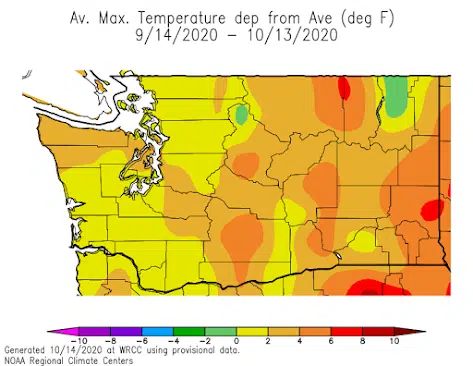 Av. Max. Temperature dep from Ave (deg F)
9/14/2020 – 10/13/2020
-10 -8 -6 -4 -2 0 2 4 6 8 10
Generated 10/14/2020 at WRCC using provisional data.
NOAA Regional Climate Centers